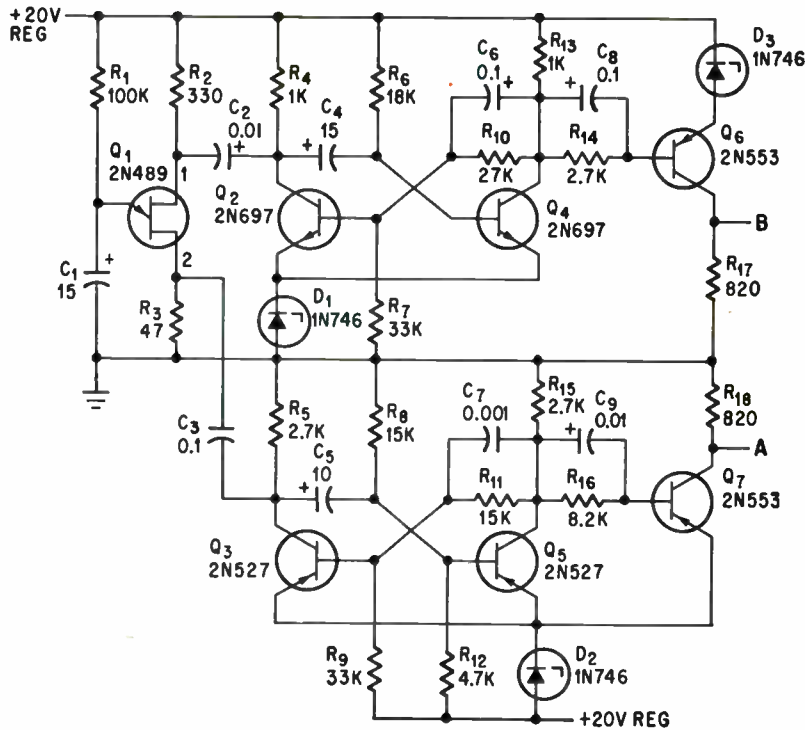 +20V
REG
R1
100K
R2
330
R4
1K
R6
18K
C6
0.1
+
R13
1K
C8
0.1
+
D3
1N746
C2
0.01
+
C4
15
+
Q1
2N489
1
2
R10
27K
R14
2.7K
Q6
2N553
Q2
2N697
Q4
2N697
B
C1
15
+
R3
47
D1
1N746
R7
33K
R17
820
C3
0.1
R5
2.7K
R8
15K
C7
0.001
R15
2.7K
C9
0.01
+
R18
820
A
C5
10
+
R11
15K
R16
8.2K
Q7
2N553
Q3
2N527
Q5
2N527
R9
33K
R12
4.7K
D2
1N746
+20V REG